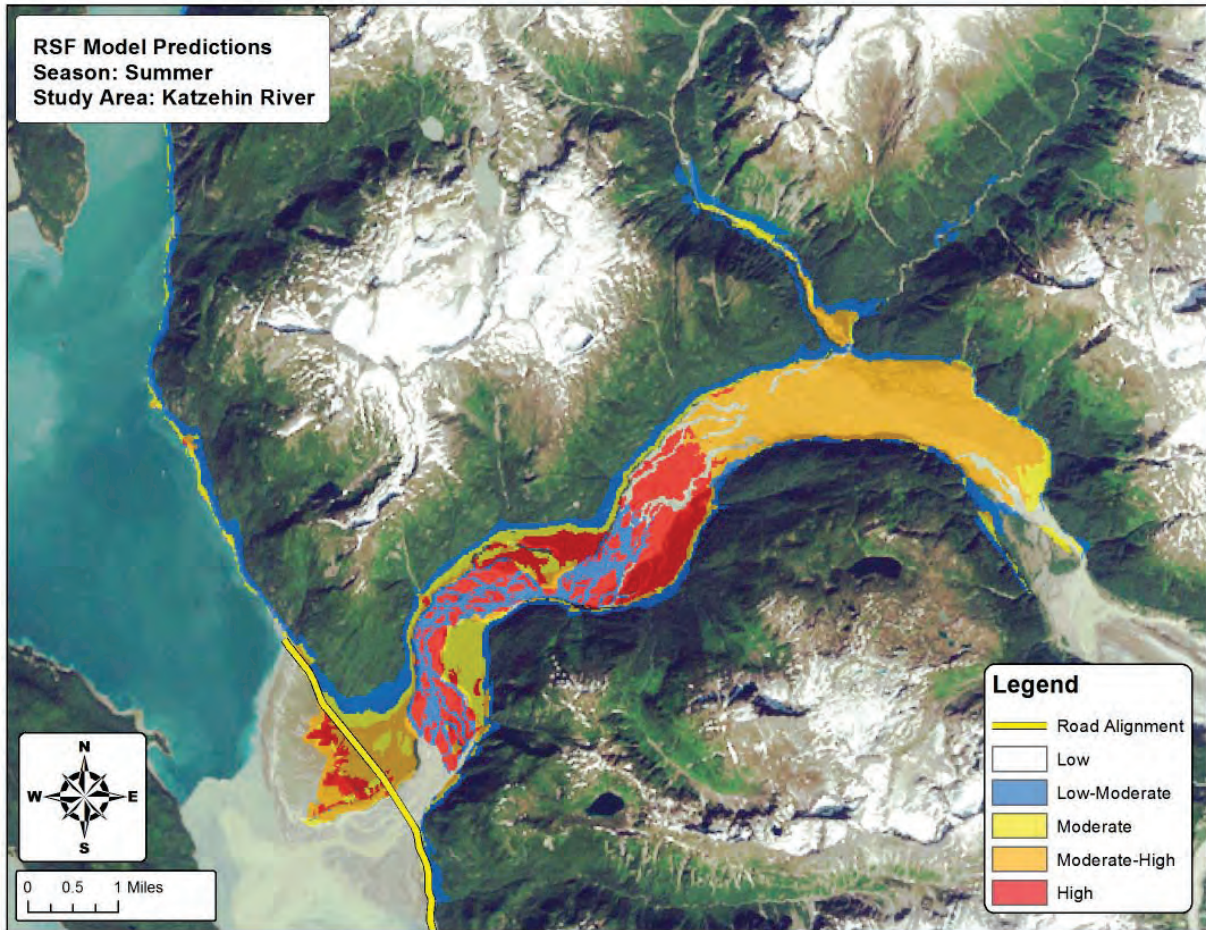 RSF Model Predictions
Season: Summer
Study Area: Katzehin River
N
W E
S
0 0.5 1 Miles
Legend
Road Alignment
Low
Low-Moderate
Moderate
Moderate-High
High